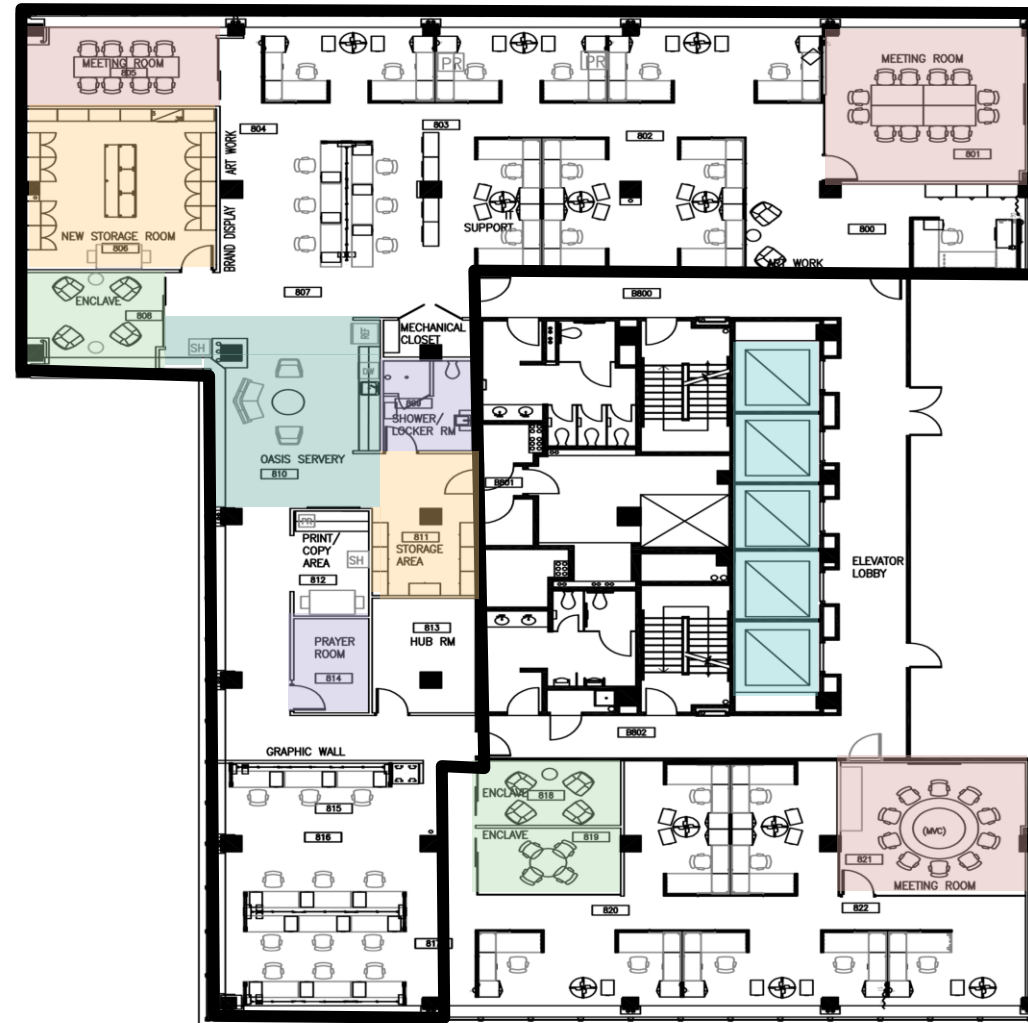 MEETING ROOM
805
PR
PR
MEETING ROOM
801
804
803
802
ART WORK
BRAND DISPLAY
NEW STORAGE ROOM
806
IT
SUPPORT
800
ART WORK
807
B800
ENCLAVE
808
SH
REF
DW
MECHANICAL
CLOSET
809
SHOWER/
LOCKER RM
OASIS SERVERY
810
B801
PR
PRINT/
COPY
AREA
SH
812
811
STORAGE
AREA
ELEVATOR
LOBBY
PRAYER
ROOM
814
813
HUB RM
GRAPHIC WALL
B802
815
816
817
ENCLAVE
818
ENCLAVE
819
(MVC)
821
MEETING ROOM
820
822